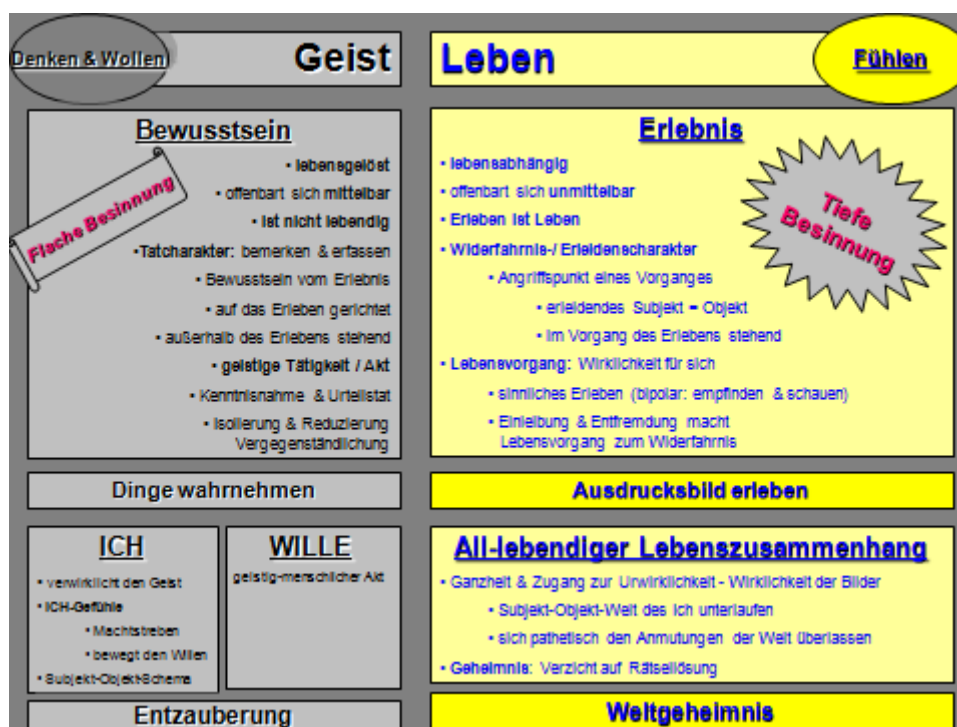 Denken & Wollen
Geist
Leben
Fühlen
Bewusstsein
Flache Besinnung
▪ lebensgelöst
▪ offenbart sich mittelbar
▪ ist nicht lebendig
▪Tatcharakter: bemerken & erfassen
▪ Bewusstsein vom Erlebnis
▪ auf das Erleben gerichtet
▪ außerhalb des Erlebens stehend
▪ geistige Tätigkeit / Akt
▪ Kenntnisnahme & Urteilstat
▪ Isolierung & Reduzierung
Vergegenständlichung
Erlebnis
Tiefe
Besinnung
▪ lebensabhängig
▪ offenbart sich unmittelbar
▪ Erleben ist Leben
▪ Widerfahrnis-/ Erleidenscharakter
▪ Angriffspunkt eines Vorganges
▪ erleidendes Subjekt = Objekt
▪ im Vorgang des Erlebens stehend
▪ Lebensvorgang: Wirklichkeit für sich
▪ sinnliches Erleben (bipolar: empfinden & schauen)
▪ Einleibung & Entfremdung macht
Lebensvorgang zum Widerfahrnis
Dinge wahrnehmen
Ausdrucksbild erleben
ICH
▪ verwirklicht den Geist
▪ ICH-Gefühle
▪ Machtstreben
▪ bewegt den Willen
▪ Subjekt-Objekt-Schema
WILLE
geistig-menschlicher Akt
All-lebendiger Lebenszusammenhang
▪ Ganzheit & Zugang zur Urwirklichkeit - Wirklichkeit der Bilder
▪ Subjekt-Objekt-Welt des Ich unterlaufen
▪ sich pathetisch den Anmutungen der Welt überlassen
▪ Geheimnis: Verzicht auf Rätsellösung
Entzauberung
Weltgeheimnis